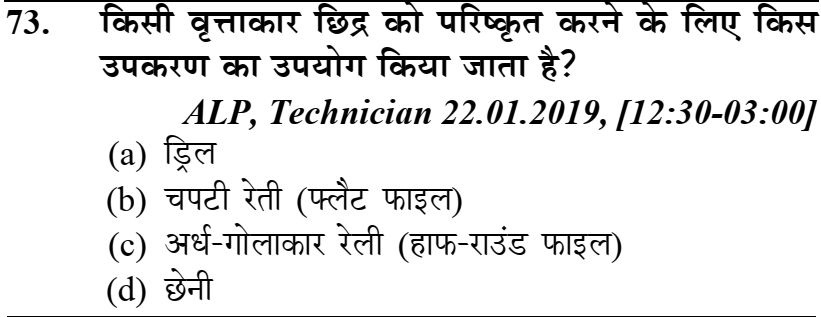 73. किसी वृत्ताकार छिद्र को परिष्कृत करने के लिए किस
उपकरण का उपयोग किया जाता है?
ALP, Technician 22.01.2019, [12:30-03:00]
(a) ड्रिल
(b) चपटी रेती (फ्लैट फाइल)
(c) अर्ध-गोलाकार रेली (हाफ-राउंड फाइल)
(d) छेनी